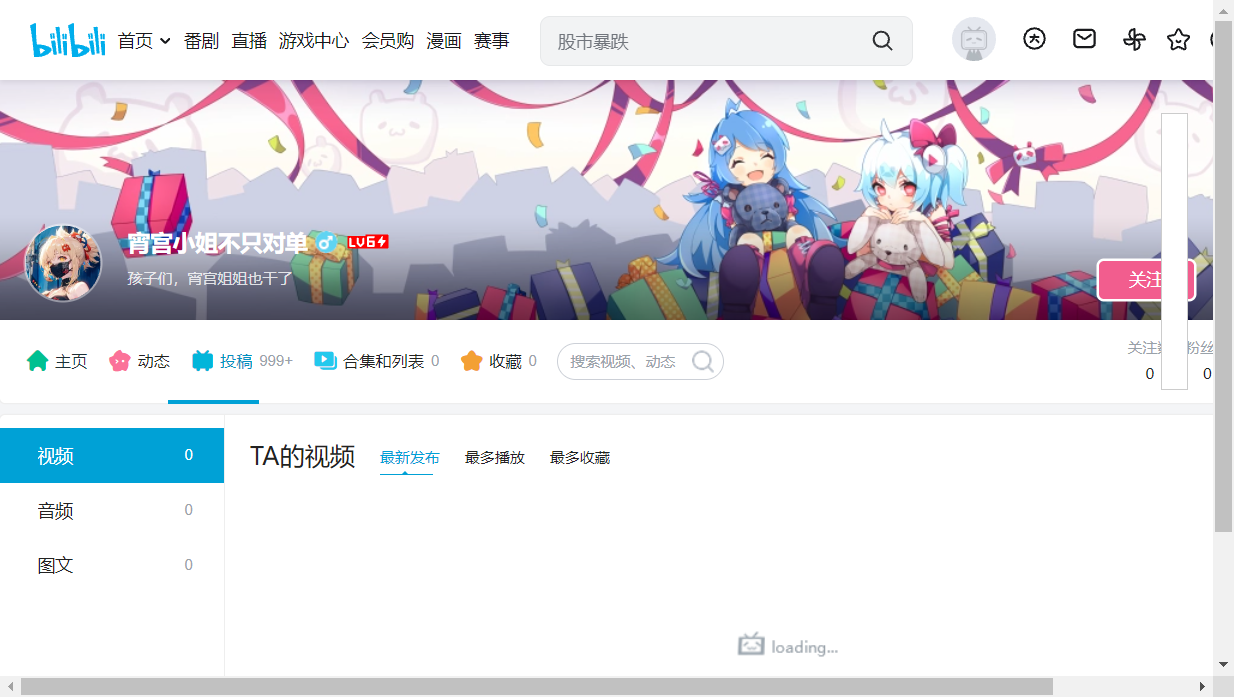 bilibili 首页 番剧 直播 游戏中心 会员购 漫画 赛事 股市暴跌
宵宫小姐不只对单 LV6
孩子们，宵宫姐姐也干了
关注
主页 动态 投稿 999+ 合集和列表 0 收藏 0 搜索视频、动态
关注 粉丝
0 0
视频 0
TA的视频 最新发布 最多播放 最多收藏
音频 0
图文 0
loading...